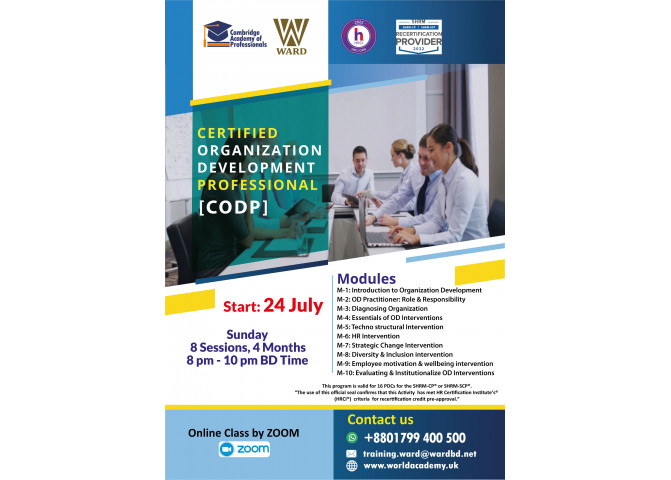 Cambridge
Academy of
Professionals
WARD
h
HRCI
SHRM
RECERTIFICATION
PROVIDER
2022
CERTIFIED
ORGANIZATION
DEVELOPMENT
PROFESSIONAL
[CODP]
Start: 24 July
Sunday
8 Sessions, 4 Months
8 pm - 10 pm BD Time
Modules
M-1: Introduction to Organization Development
M-2: OD Practitioner: Role & Responsibility
M-3: Diagnosing Organization
M-4: Essentials of OD Interventions
M-5: Techno structural Intervention
M-6: HR Intervention
M-7: Strategic Change Intervention
M-8: Diversity & Inclusion intervention
M-9: Employee motivation & wellbeing intervention
M-10: Evaluating & Institutionalize OD Interventions
This program is valid for 16 PDCs for the SHRM-CP® or SHRM-SCP®.
"The use of this official seal confirms that this Activity has met HR Certification Institute's®
(HRCI®) criteria for recertification credit pre-approval."
Online Class by ZOOM
zoom
Contact us
+8801799 400 500
training.ward@wardbd.net
www.worldacademy.uk